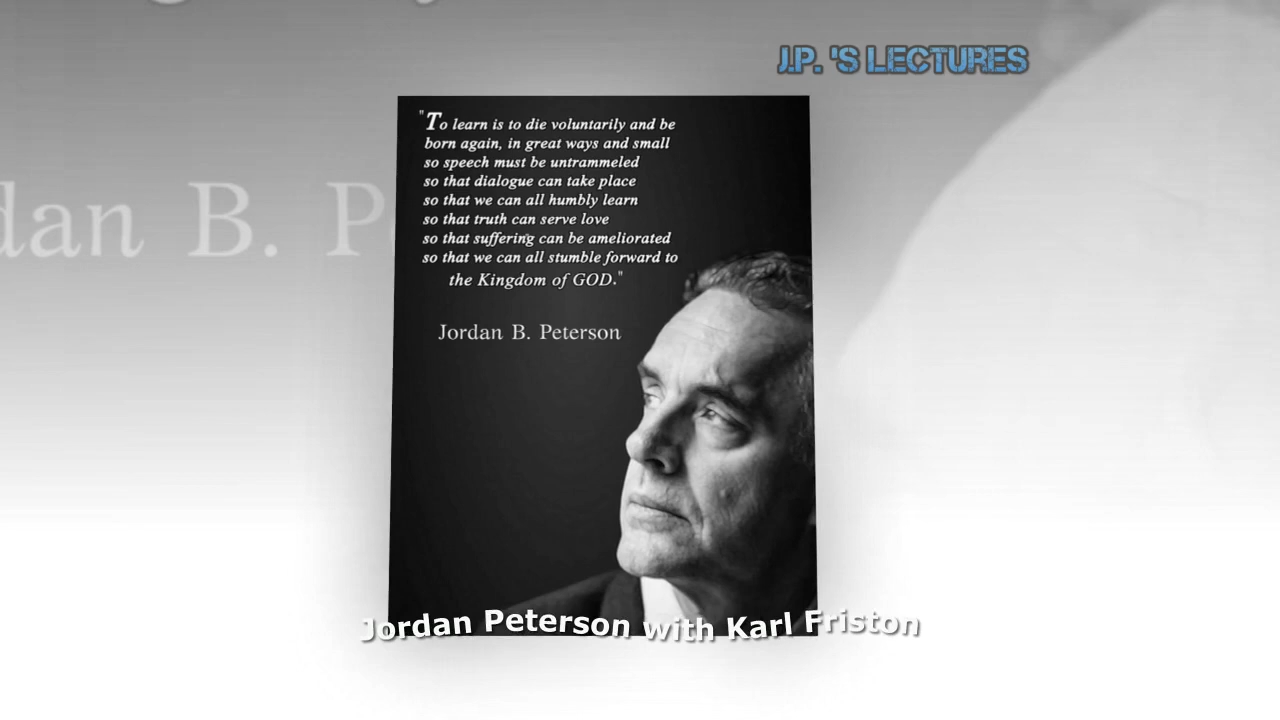 J.P. 'S LECTURES
"To learn is to die voluntarily and be
born again, in great ways and small
so speech must be untrammeled
so that dialogue can take place
so that we can all humbly learn
so that truth can serve love
so that suffering can be ameliorated
so that we can all stumble forward to
the Kingdom of GOD."
dan B. P
Jordan B. Peterson
Jordan Peterson with Karl Friston